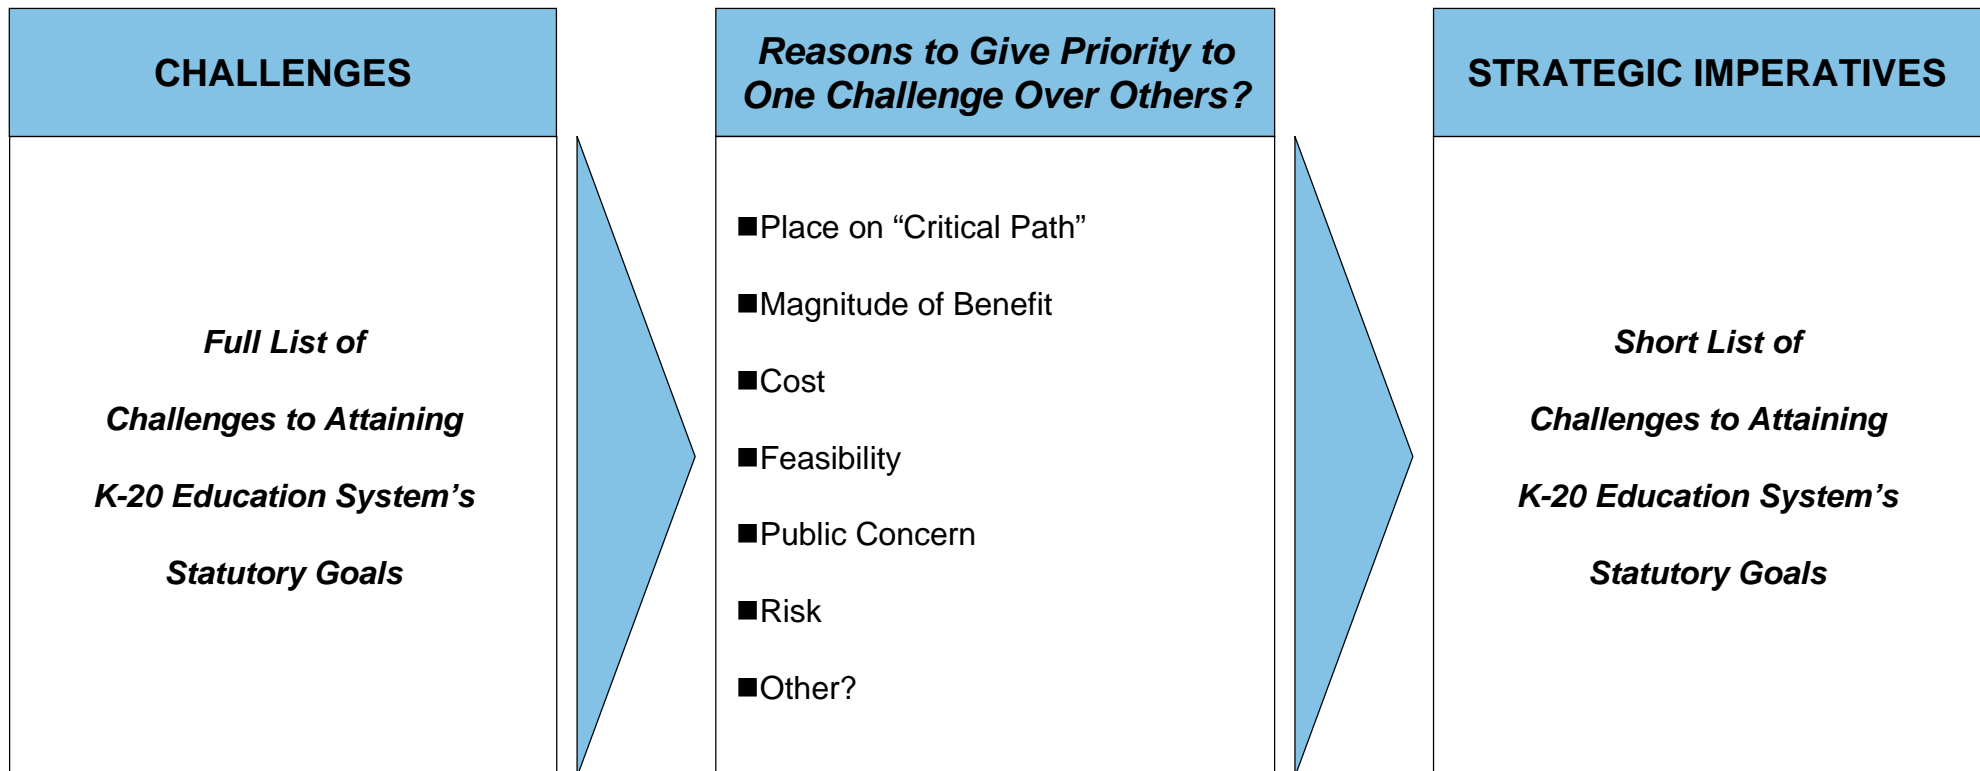 CHALLENGES
Full List of
Challenges to Attaining
K-20 Education System’s
Statutory Goals
Reasons to Give Priority to
One Challenge Over Others?
■Place on “Critical Path”
■Magnitude of Benefit
■Cost
■Feasibility
■Public Concern
■Risk
■Other?
STRATEGIC IMPERATIVES
Short List of
Challenges to Attaining
K-20 Education System’s
Statutory Goals